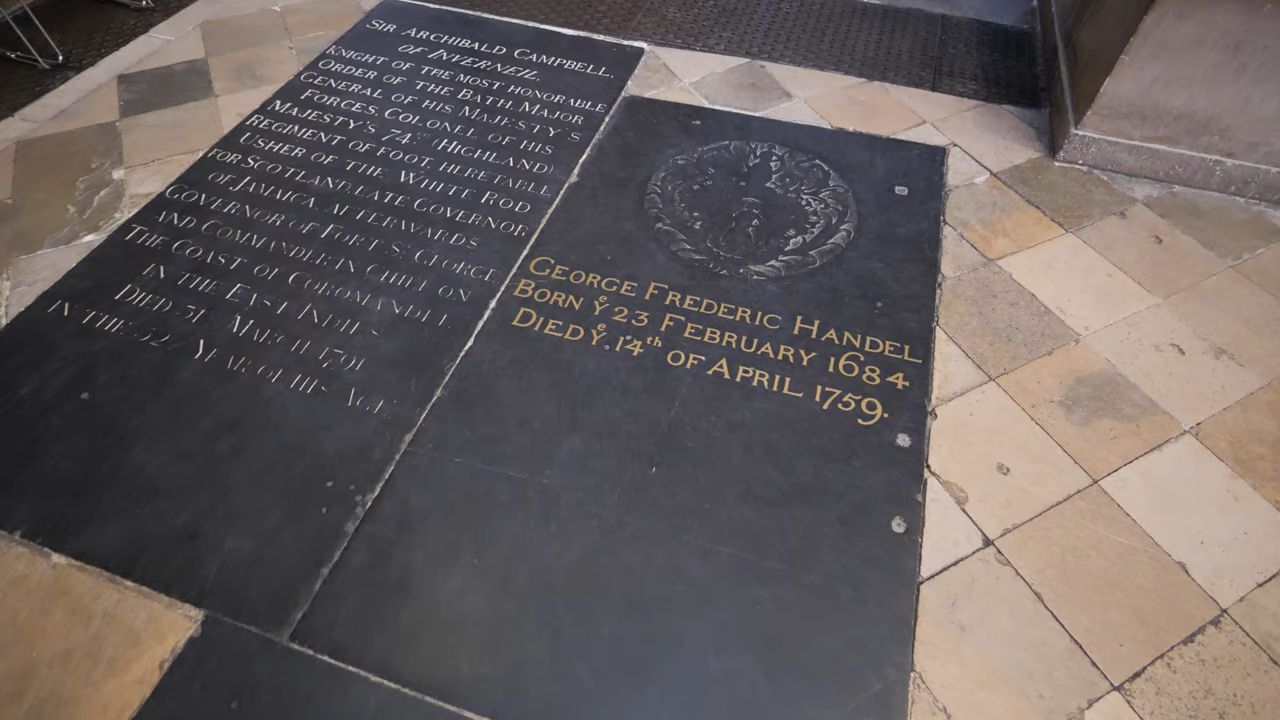 SIR ARCHIBALD CAMPBELL,
OF INVERNEIL,
KNIGHT OF THE MOST HONORABLE
ORDER OF THE BATH, MAJOR
GENERAL OF HIS MAJESTY'S
FORCES, COLONEL OF HIS
MAJESTY'S 74th (HIGHLAND)
REGIMENT OF FOOT, HERETABLE
USHER OF THE WHITE ROD
FOR SCOTLAND, LATE GOVERNOR
OF JAMAICA, AFTERWARDS
GOVERNOR OF FORT St. GEORGE
AND COMMANDER IN CHIEF ON
THE COAST OF COROMANDEL
IN THE EAST INDIES
DIED 31 MARCH 1791
IN THE 52d YEAR OF HIS AGE.
GEORGE FREDERIC HANDEL
BORN Ye 23 FEBRUARY 1684
DIED Ye. 14th OF APRIL 1759.